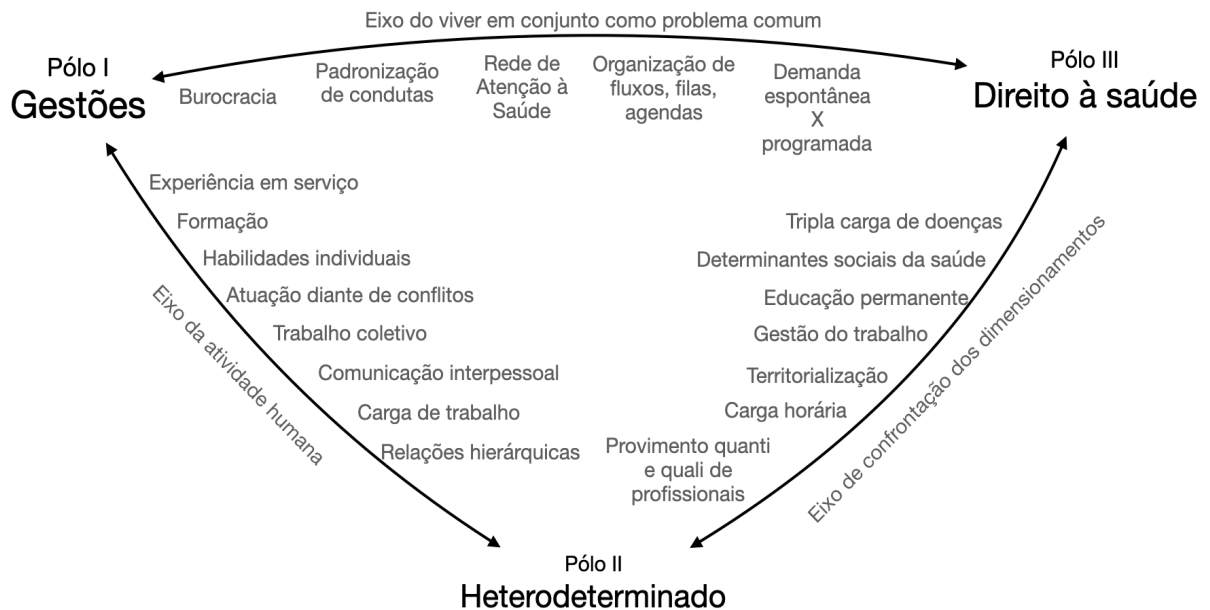 Eixo do viver em conjunto como problema comum
Pólo I
Gestões
Burocracia
Padronização
de condutas
Rede de
Atenção à
Saúde
Organização de
fluxos, filas,
agendas
Demanda
espontânea
X
programada
Pólo III
Direito à saúde
Experiência em serviço
Formação
Habilidades individuais
Atuação diante de conflitos
Trabalho coletivo
Comunicação interpessoal
Carga de trabalho
Relações hierárquicas
Eixo da atividade humana
Tripla carga de doenças
Determinantes sociais da saúde
Educação permanente
Gestão do trabalho
Territorialização
Carga horária
Provimento quanti
e quali de
profissionais
Eixo de confrontação dos dimensionamentos
Pólo II
Heterodeterminado